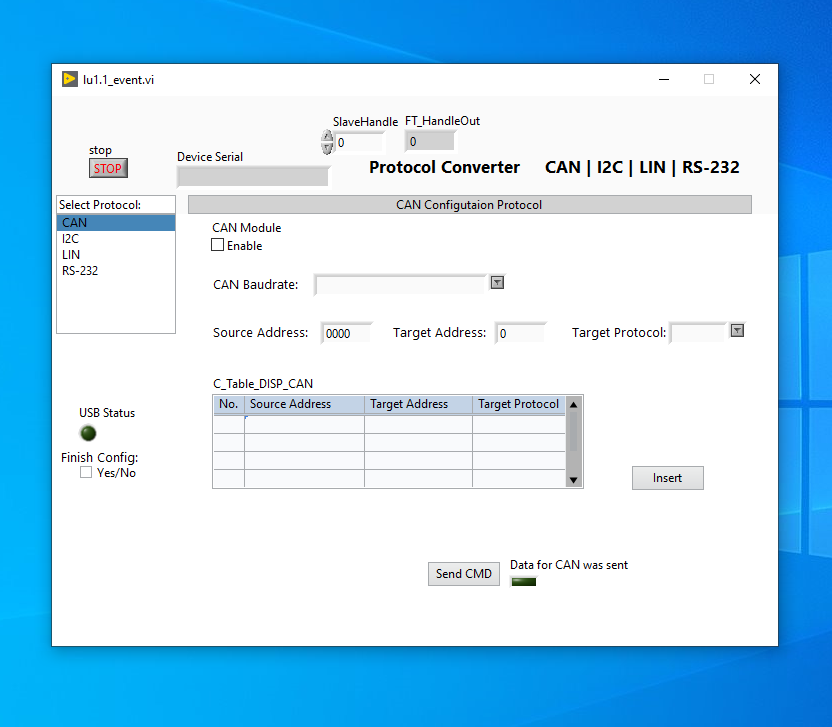 lu1.1_event.vi
SlaveHandle FT_HandleOut
0 0
stop
STOP
Device Serial
Protocol Converter CAN | I2C | LIN | RS-232
Select Protocol:
CAN
I2C
LIN
RS-232
CAN Configutaion Protocol
CAN Module
Enable
CAN Baudrate:
Source Address: 0000 Target Address: 0 Target Protocol:
C_Table_DISP_CAN
No. Source Address Target Address Target Protocol
USB Status
Finish Config:
Yes/No
Insert
Send CMD Data for CAN was sent